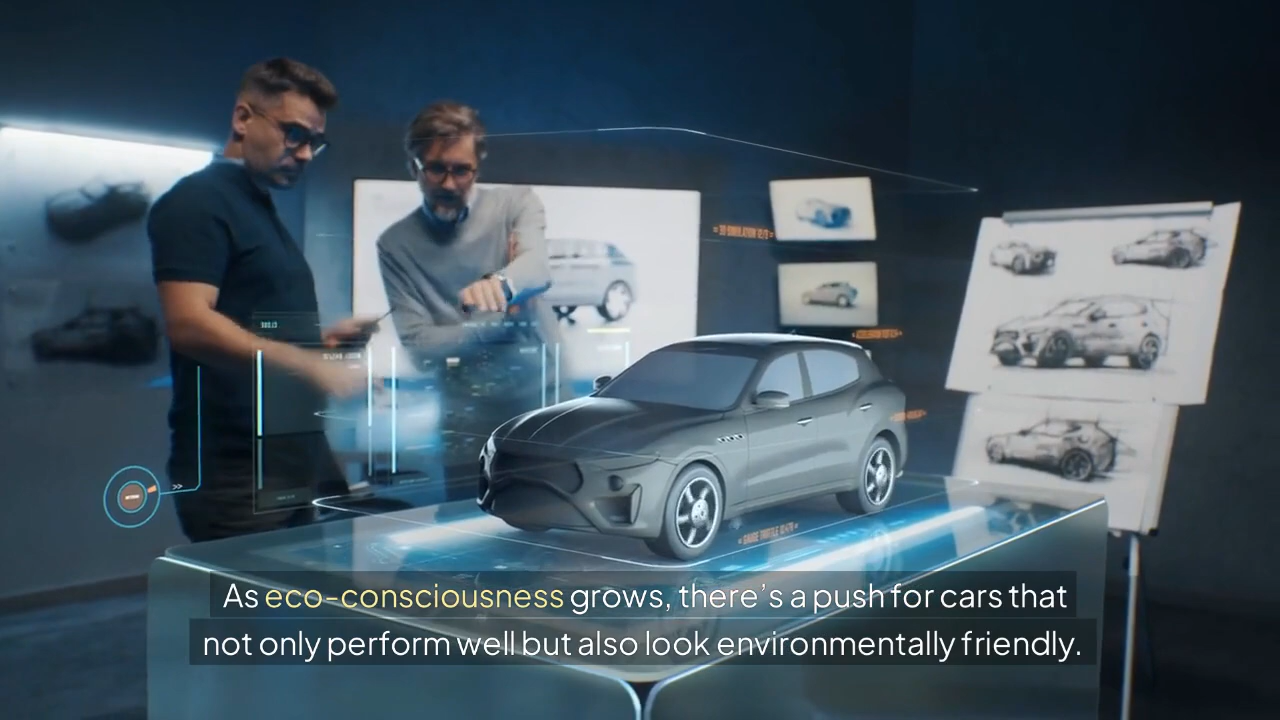 As eco-consciousness grows, there's a push for cars that
not only perform well but also look environmentally friendly.